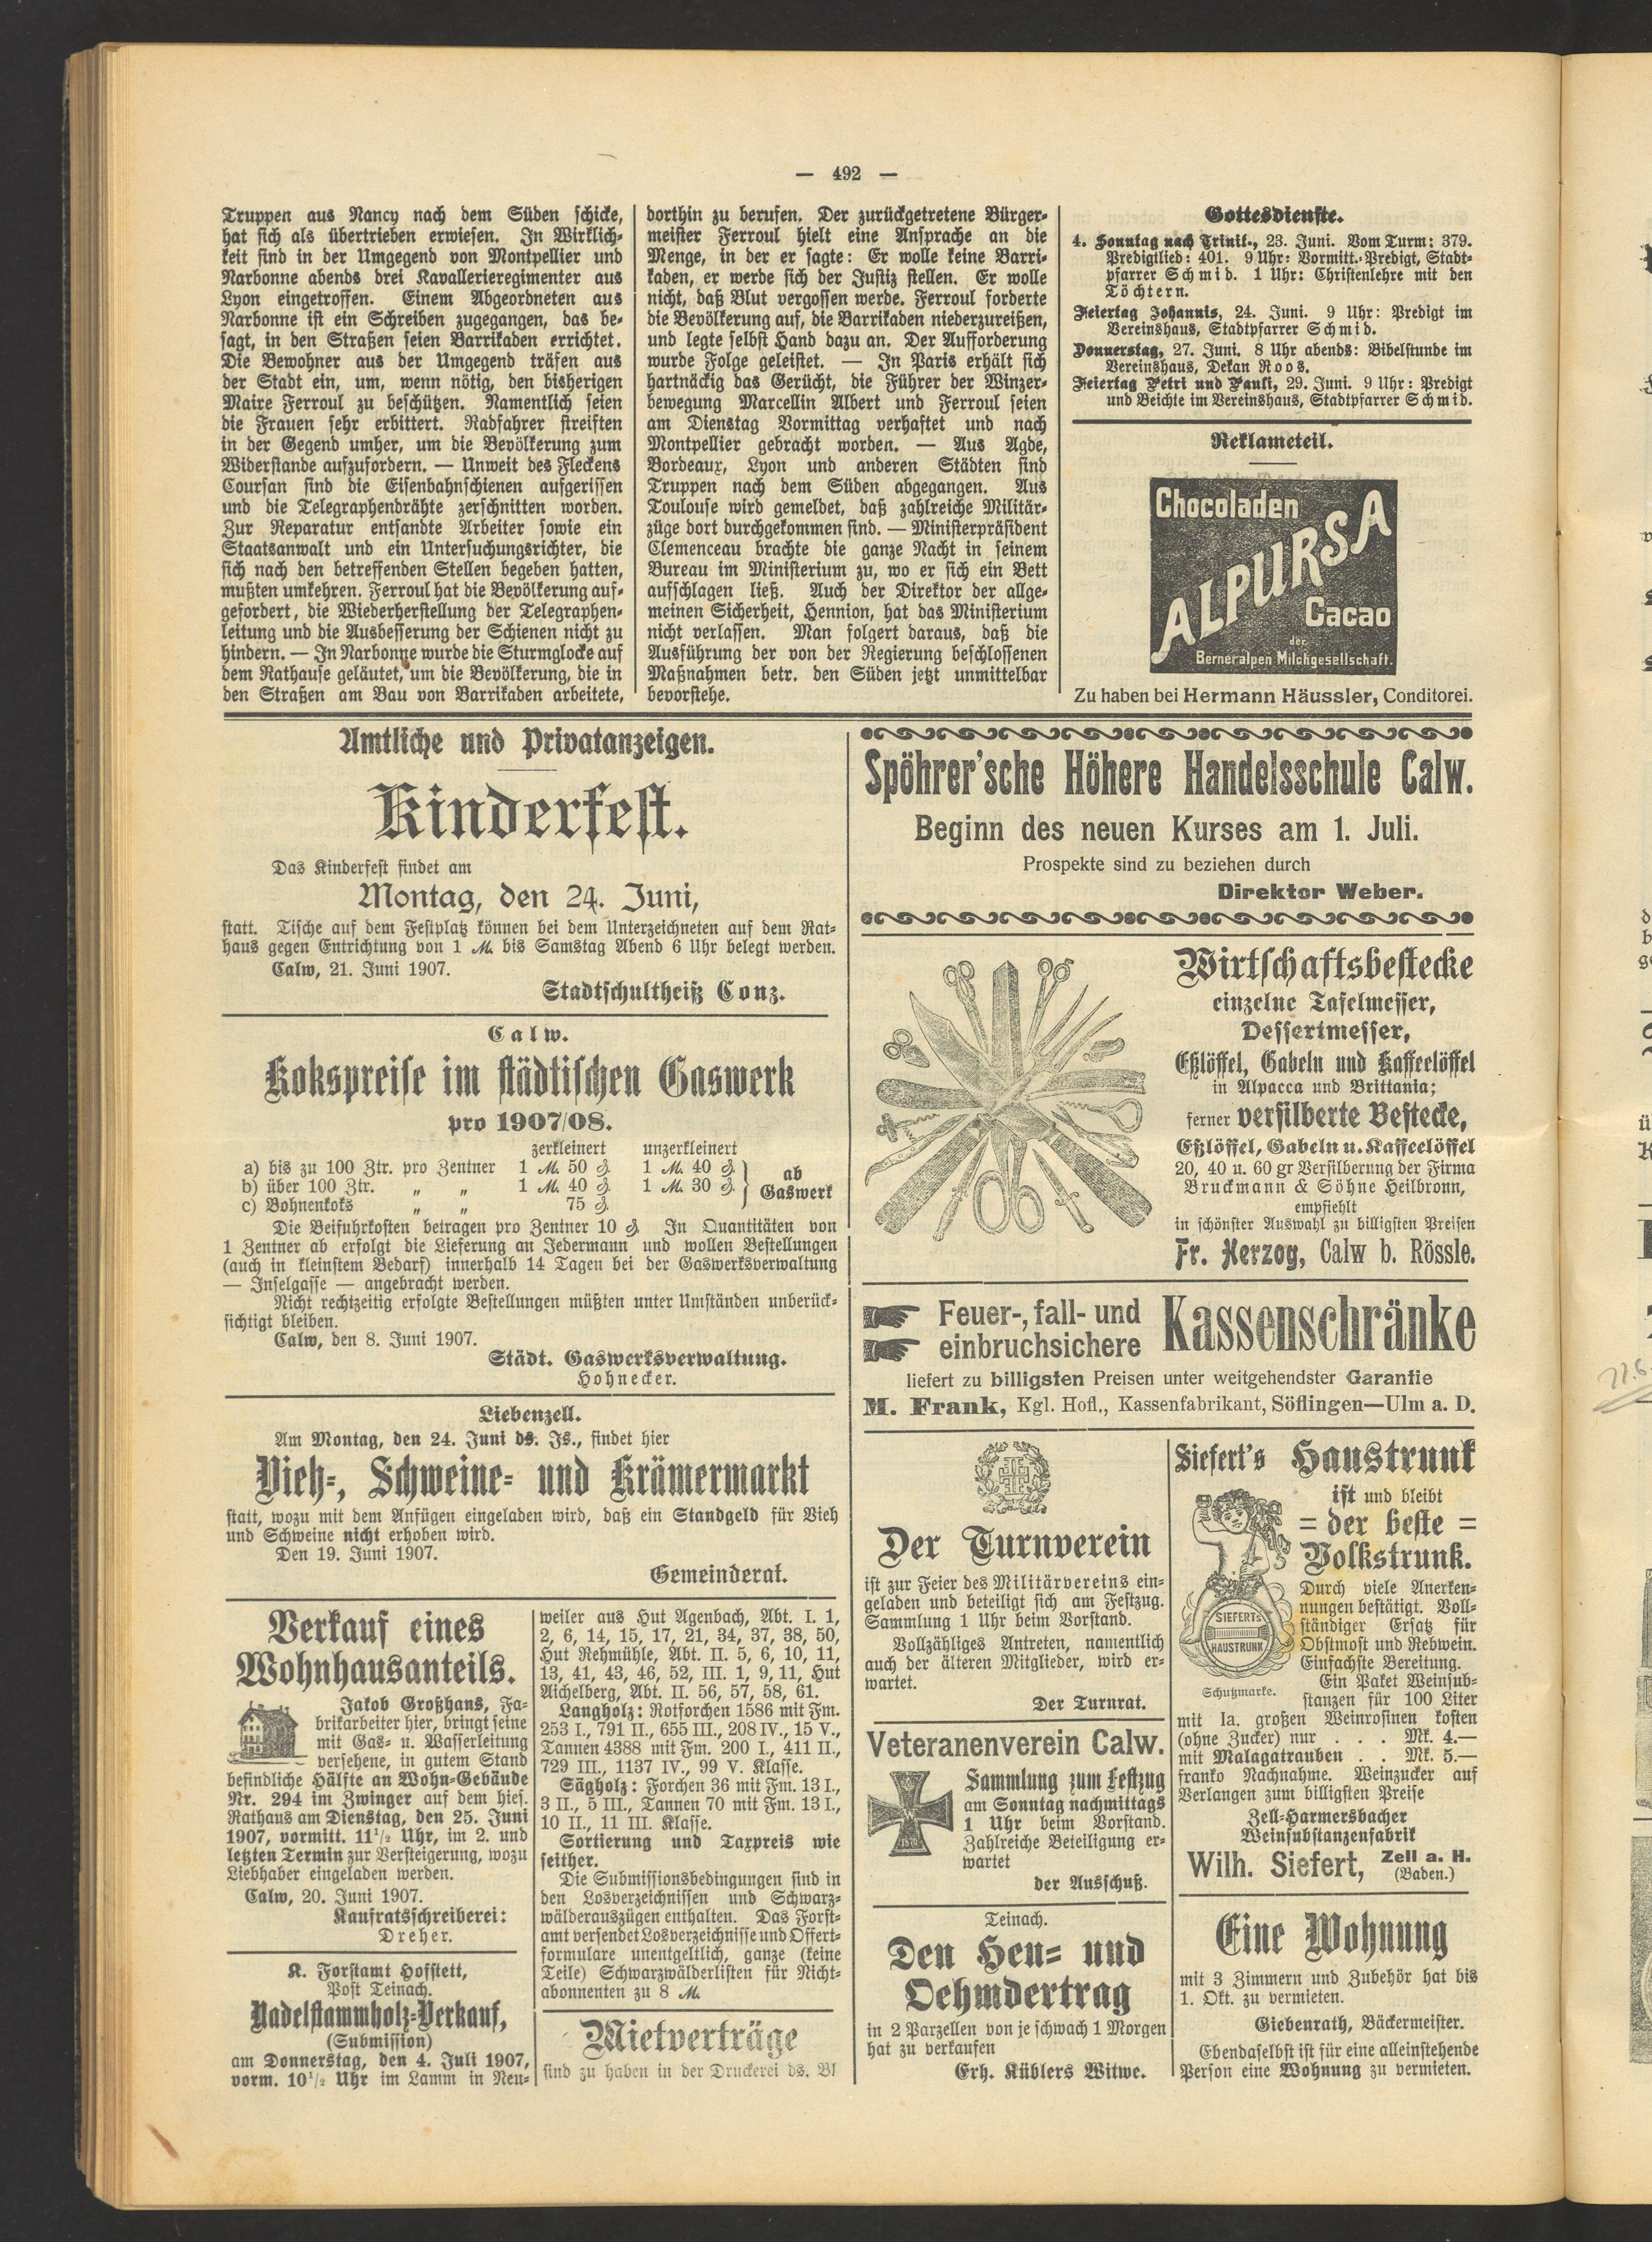 — 492 —
Truppen aus Nancy nach dem Süden schicke,
hat sich als übertrieben erwiesen. In Wirklich-
keit sind in der Umgegend von Montpellier und
Narbonne abends drei Kavallerieregimenter aus
Lyon eingetroffen. Einem Abgeordneten aus
Narbonne ist ein Schreiben zugegangen, das be-
sagt, in den Straßen seien Barrikaden errichtet.
Die Bewohner aus der Umgegend träfen aus
der Stadt ein, um, wenn nötig, den bisherigen
Maire Ferroul zu beschützen. Namentlich seien
die Frauen sehr erbittert. Radfahrer streiften
in der Gegend umher, um die Bevölkerung zum
Widerstande aufzufordern. — Unweit des Fleckens
Coursan sind die Eisenbahnschienen aufgerissen
und die Telegraphendrähte zerschnitten worden.
Zur Reparatur entsandte Arbeiter sowie ein
Staatsanwalt und ein Untersuchungsrichter, die
sich nach den betreffenden Stellen begeben hatten,
mußten umkehren. Ferroul hat die Bevölkerung auf-
gefordert, die Wiederherstellung der Telegraphen-
leitung und die Ausbesserung der Schienen nicht zu
hindern. — In Narbonne wurde die Sturmglocke auf
dem Rathause geläutet, um die Bevölkerung, die in
den Straßen am Bau von Barrikaden arbeitete,
dorthin zu berufen. Der zurückgetretene Bürger-
meister Ferroul hielt eine Ansprache an die
Menge, in der er sagte: Er wolle keine Barri-
kaden, er werde sich der Justiz stellen. Er wolle
nicht, daß Blut vergossen werde. Ferroul forderte
die Bevölkerung auf, die Barrikaden niederzureißen,
und legte selbst Hand dazu an. Der Aufforderung
wurde Folge geleistet. — In Paris erhält sich
hartnäckig das Gerücht, die Führer der Winzer-
bewegung Marcellin Albert und Ferroul seien
am Dienstag Vormittag verhaftet und nach
Montpellier gebracht worden. — Aus Agde,
Bordeaux, Lyon und anderen Städten sind
Truppen nach dem Süden abgegangen. Aus
Toulouse wird gemeldet, daß zahlreiche Militär-
züge dort durchgekommen sind. — Ministerpräsident
Clemenceau brachte die ganze Nacht in seinem
Bureau im Ministerium zu, wo er sich ein Bett
aufschlagen ließ. Auch der Direktor der allge-
meinen Sicherheit, Hennion, hat das Ministerium
nicht verlassen. Man folgert daraus, daß die
Ausführung der von der Regierung beschlossenen
Maßnahmen betr. den Süden jetzt unmittelbar
bevorstehe.
Gottesdienste.
4. Sonntag nach Trinit., 23. Juni. Vom Turm: 379.
Predigtlied: 401. 9 Uhr: Vormitt.-Predigt, Stadt-
pfarrer Schmid. 1 Uhr: Christenlehre mit den
Töchtern.
Feiertag Johannis, 24. Juni. 9 Uhr: Predigt im
Vereinshaus, Stadtpfarrer Schmid.
Donnerstag, 27. Juni. 8 Uhr abends: Bibelstunde im
Vereinshaus, Dekan Roos.
Feiertag Petri und Pauli, 29. Juni. 9 Uhr: Predigt
und Beichte im Vereinshaus, Stadtpfarrer Schmid.
Reklameteil.
Chocoladen
ALPURSA
Cacao
der
Berneralpen Milchgesellschaft.
Zu haben bei Hermann Häussler, Conditorei.
Amtliche und Privatanzeigen.
Kinderfest.
Das Kinderfest findet am
Montag, den 24. Juni,
statt. Tische auf dem Festplatz können bei dem Unterzeichneten auf dem Rat-
haus gegen Entrichtung von 1 M. bis Samstag Abend 6 Uhr belegt werden.
Calw, 21. Juni 1907.
Stadtschultheiß Conz.
Calw.
Kokspreise im städtischen Gaswerk
pro 1907/08.
zerkleinert unzerkleinert
a) bis zu 100 Ztr. pro Zentner 1 M. 50 ₰. 1 M. 40 ₰.
b) über 100 Ztr. „ „ 1 M. 40 ₰. 1 M. 30 ₰.
c) Bohnenkoks „ „ 75 ₰.
ab
Gaswerk
Die Beifuhrkosten betragen pro Zentner 10 ₰. In Quantitäten von
1 Zentner ab erfolgt die Lieferung an Jedermann und wollen Bestellungen
(auch in kleinstem Bedarf) innerhalb 14 Tagen bei der Gaswerksverwaltung
— Inselgasse — angebracht werden.
Nicht rechtzeitig erfolgte Bestellungen müßten unter Umständen unberück-
sichtigt bleiben.
Calw, den 8. Juni 1907.
Städt. Gaswerksverwaltung.
Hohnecker.
Liebenzell.
Am Montag, den 24. Juni ds. Js., findet hier
Vieh-, Schweine- und Krämermarkt
statt, wozu mit dem Anfügen eingeladen wird, daß ein Standgeld für Vieh
und Schweine nicht erhoben wird.
Den 19. Juni 1907.
Gemeinderat.
Verkauf eines
Wohnhausanteils.
Jakob Großhans, Fa-
brikarbeiter hier, bringt seine
mit Gas- u. Wasserleitung
versehene, in gutem Stand
befindliche Hälfte an Wohn-Gebäude
Nr. 294 im Zwinger auf dem hies.
Rathaus am Dienstag, den 25. Juni
1907, vormitt. 11½ Uhr, im 2. und
letzten Termin zur Versteigerung, wozu
Liebhaber eingeladen werden.
Calw, 20. Juni 1907.
Kaufratsschreiberei:
Dreher.
K. Forstamt Hofstett,
Post Teinach.
Nadelstammholz-Verkauf,
(Submission)
am Donnerstag, den 4. Juli 1907,
vorm. 10½ Uhr im Lamm in Neu-
weiler aus Hut Agenbach, Abt. I. 1,
2, 6, 14, 15, 17, 21, 34, 37, 38, 50,
Hut Rehmühle, Abt. II. 5, 6, 10, 11,
13, 41, 43, 46, 52, III. 1, 9, 11, Hut
Aichelberg, Abt. II. 56, 57, 58, 61.
Langholz: Rotforchen 1586 mit Fm.
253 I., 791 II., 655 III., 208 IV., 15 V.,
Tannen 4388 mit Fm. 200 I., 411 II.,
729 III., 1137 IV., 99 V. Klasse.
Sägholz: Forchen 36 mit Fm. 13 I.,
3 II., 5 III., Tannen 70 mit Fm. 13 I.,
10 II., 11 III. Klasse.
Sortierung und Taxpreis wie
seither.
Die Submissionsbedingungen sind in
den Losverzeichnissen und Schwarz-
wälderauszügen enthalten. Das Forst-
amt versendet Losverzeichnisse und Offert-
formulare unentgeltlich, ganze (keine
Teile) Schwarzwälderlisten für Nicht-
abonnenten zu 8 M.
Mietverträge
sind zu haben in der Druckerei ds. Bl
Spöhrer'sche Höhere Handelsschule Calw.
Beginn des neuen Kurses am 1. Juli.
Prospekte sind zu beziehen durch
Direktor Weber.
Wirtschaftsbestecke
einzelne Tafelmesser,
Dessertmesser,
Eßlöffel, Gabeln und Kaffeelöffel
in Alpacca und Brittania;
ferner versilberte Bestecke,
Eßlöffel, Gabeln u. Kaffeelöffel
20, 40 u. 60 gr Versilberung der Firma
Bruckmann & Söhne Heilbronn,
empfiehlt
in schönster Auswahl zu billigsten Preisen
Fr. Herzog, Calw b. Rössle.
Feuer-, fall- und
einbruchsichere
Kassenschränke
liefert zu billigsten Preisen unter weitgehendster Garantie
M. Frank, Kgl. Hofl., Kassenfabrikant, Söflingen—Ulm a. D.
Der Turnverein
ist zur Feier des Militärvereins ein-
geladen und beteiligt sich am Festzug.
Sammlung 1 Uhr beim Vorstand.
Vollzähliges Antreten, namentlich
auch der älteren Mitglieder, wird er-
wartet.
Der Turnrat.
Veteranenverein Calw.
W
Sammlung zum Festzug
am Sonntag nachmittags
1 Uhr beim Vorstand.
Zahlreiche Beteiligung er-
wartet
der Ausschuß.
Teinach.
Den Heu- und
Oehmdertrag
in 2 Parzellen von je schwach 1 Morgen
hat zu verkaufen
Erh. Küblers Witwe.
Siefert's Haustrunk
ist und bleibt
= der beste =
Volkstrunk.
SIEFERTs
HAUSTRUNK
Schutzmarke.
Durch viele Anerken-
nungen bestätigt. Voll-
ständiger Ersatz für
Obstmost und Rebwein.
Einfachste Bereitung.
Ein Paket Weinsub-
stanzen für 100 Liter
mit Ia. großen Weinrosinen kosten
(ohne Zucker) nur . . . Mk. 4.—
mit Malagatrauben . . Mk. 5.—
franko Nachnahme. Weinzucker auf
Verlangen zum billigsten Preise
Zell-Harmersbacher
Weinsubstanzenfabrik
Wilh. Siefert, Zell a. H.
(Baden.)
Eine Wohnung
mit 3 Zimmern und Zubehör hat bis
1. Okt. zu vermieten.
Giebenrath, Bäckermeister.
Ebendaselbst ist für eine alleinstehende
Person eine Wohnung zu vermieten.